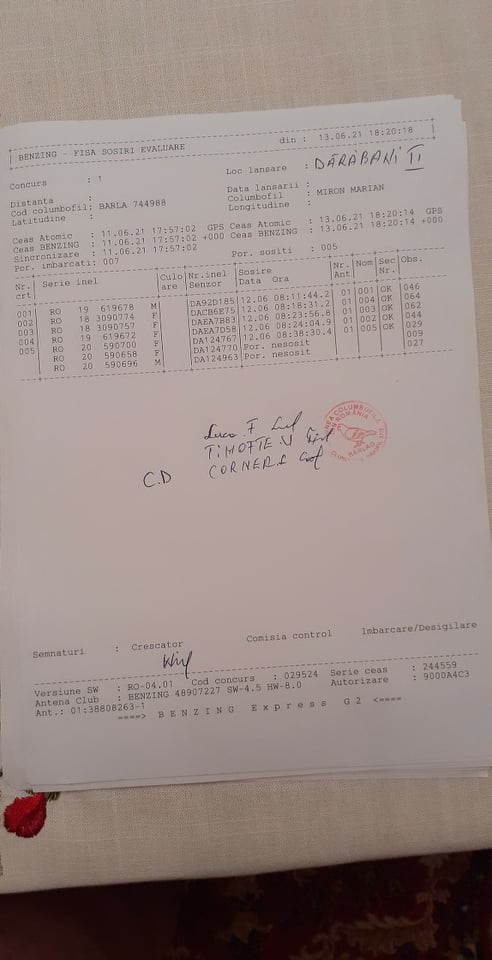 BENZING - FISA SOSIRI EVALUARE din : 13.06.21 18:20:18
Concurs : 1 Loc lansare : DARABANI II
Distanta : Data lansarii :
Cod columbofil: BARLA 744988 Columbofil : MIRON MARIAN
Latitudine : Longitudine :
Ceas Atomic : 11.06.21 17:57:02 GPS Ceas Atomic : 13.06.21 18:20:14 GPS
Ceas BENZING : 11.06.21 17:57:02 +000 Ceas BENZING : 13.06.21 18:20:14 +000
Sincronizare : 11.06.21 17:57:02
Por. imbarcati: 007 Por. sositi : 005
Nr. Serie inel Culo Nr.inel Sosire Nr. Nom Sec Obs.
crt are Senzor Data Ora Ant Nr.
001 RO 19 619678 M DA92D185 12.06 08:11:44.2 01 001 OK 046
002 RO 18 3090774 F DACB6E75 12.06 08:18:31.2 01 004 OK 064
003 RO 18 3090757 F DAEA7B83 12.06 08:23:56.8 01 003 OK 062
004 RO 19 619672 F DAEA7D58 12.06 08:24:04.9 01 002 OK 044
005 RO 20 590700 F DA124767 12.06 08:38:30.4 01 005 OK 029
RO 20 590658 F DA124770 Por. nesosit 009
RO 20 590696 M DA124963 Por. nesosit 027
TIMOFTE V
C.D CORNER
Semnaturi : Crescator Comisia control Imbarcare/Desigilare
Versiune SW : RO-04.01 Cod concurs : 029524 Serie ceas : 244559
Antena Club : BENZING 48907227 SW-4.5 HW-8.0 Autorizare : 9000A4C3
Ant.: 01:38808263-1
====> B E N Z I N G E x p r e s s G 2 <====